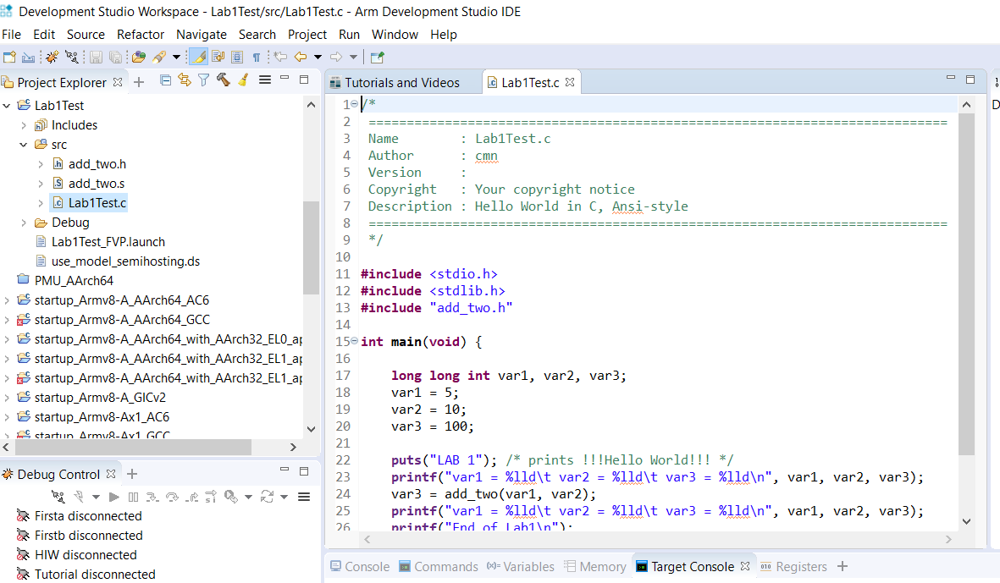 Development Studio Workspace - Lab1Test/src/Lab1Test.c - Arm Development Studio IDE
File Edit Source Refactor Navigate Search Project Run Window Help
Project Explorer
Lab1Test
Includes
src
add_two.h
add_two.s
Lab1Test.c
Debug
Lab1Test_FVP.launch
use_model_semihosting.ds
PMU_AArch64
startup_Armv8-A_AArch64_AC6
startup_Armv8-A_AArch64_GCC
startup_Armv8-A_AArch64_with_AArch32_EL0_ap
startup_Armv8-A_AArch64_with_AArch32_EL1_ap
startup_Armv8-A_AArch64_with_AArch32_EL1_ap
startup_Armv8-A_GICv2
startup_Armv8-Ax1_AC6
startup_Armv8-Ax1_GCC
Debug Control
Firsta disconnected
Firstb disconnected
HIW disconnected
Tutorial disconnected
Tutorials and Videos Lab1Test.c
1 /*
2 ============================================================================
3 Name        : Lab1Test.c
4 Author      : cmn
5 Version     :
6 Copyright   : Your copyright notice
7 Description : Hello World in C, Ansi-style
8 ============================================================================
9 */
10
11 #include <stdio.h>
12 #include <stdlib.h>
13 #include "add_two.h"
14
15 int main(void) {
16
17     long long int var1, var2, var3;
18     var1 = 5;
19     var2 = 10;
20     var3 = 100;
21
22     puts("LAB 1"); /* prints !!!Hello World!!! */
23     printf("var1 = %lld\t var2 = %lld\t var3 = %lld\n", var1, var2, var3);
24     var3 = add_two(var1, var2);
25     printf("var1 = %lld\t var2 = %lld\t var3 = %lld\n", var1, var2, var3);
26     printf("End of Lab1\n");
Console Commands Variables Memory Target Console Registers
D